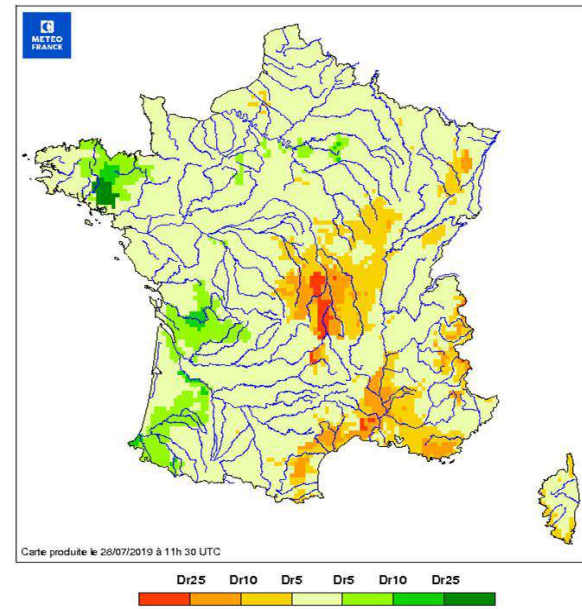 METEO
FRANCE
Carte produite le 28/07/2019 à 11h 30 UTC
Dr25 Dr10 Dr5 Dr5 Dr10 Dr25